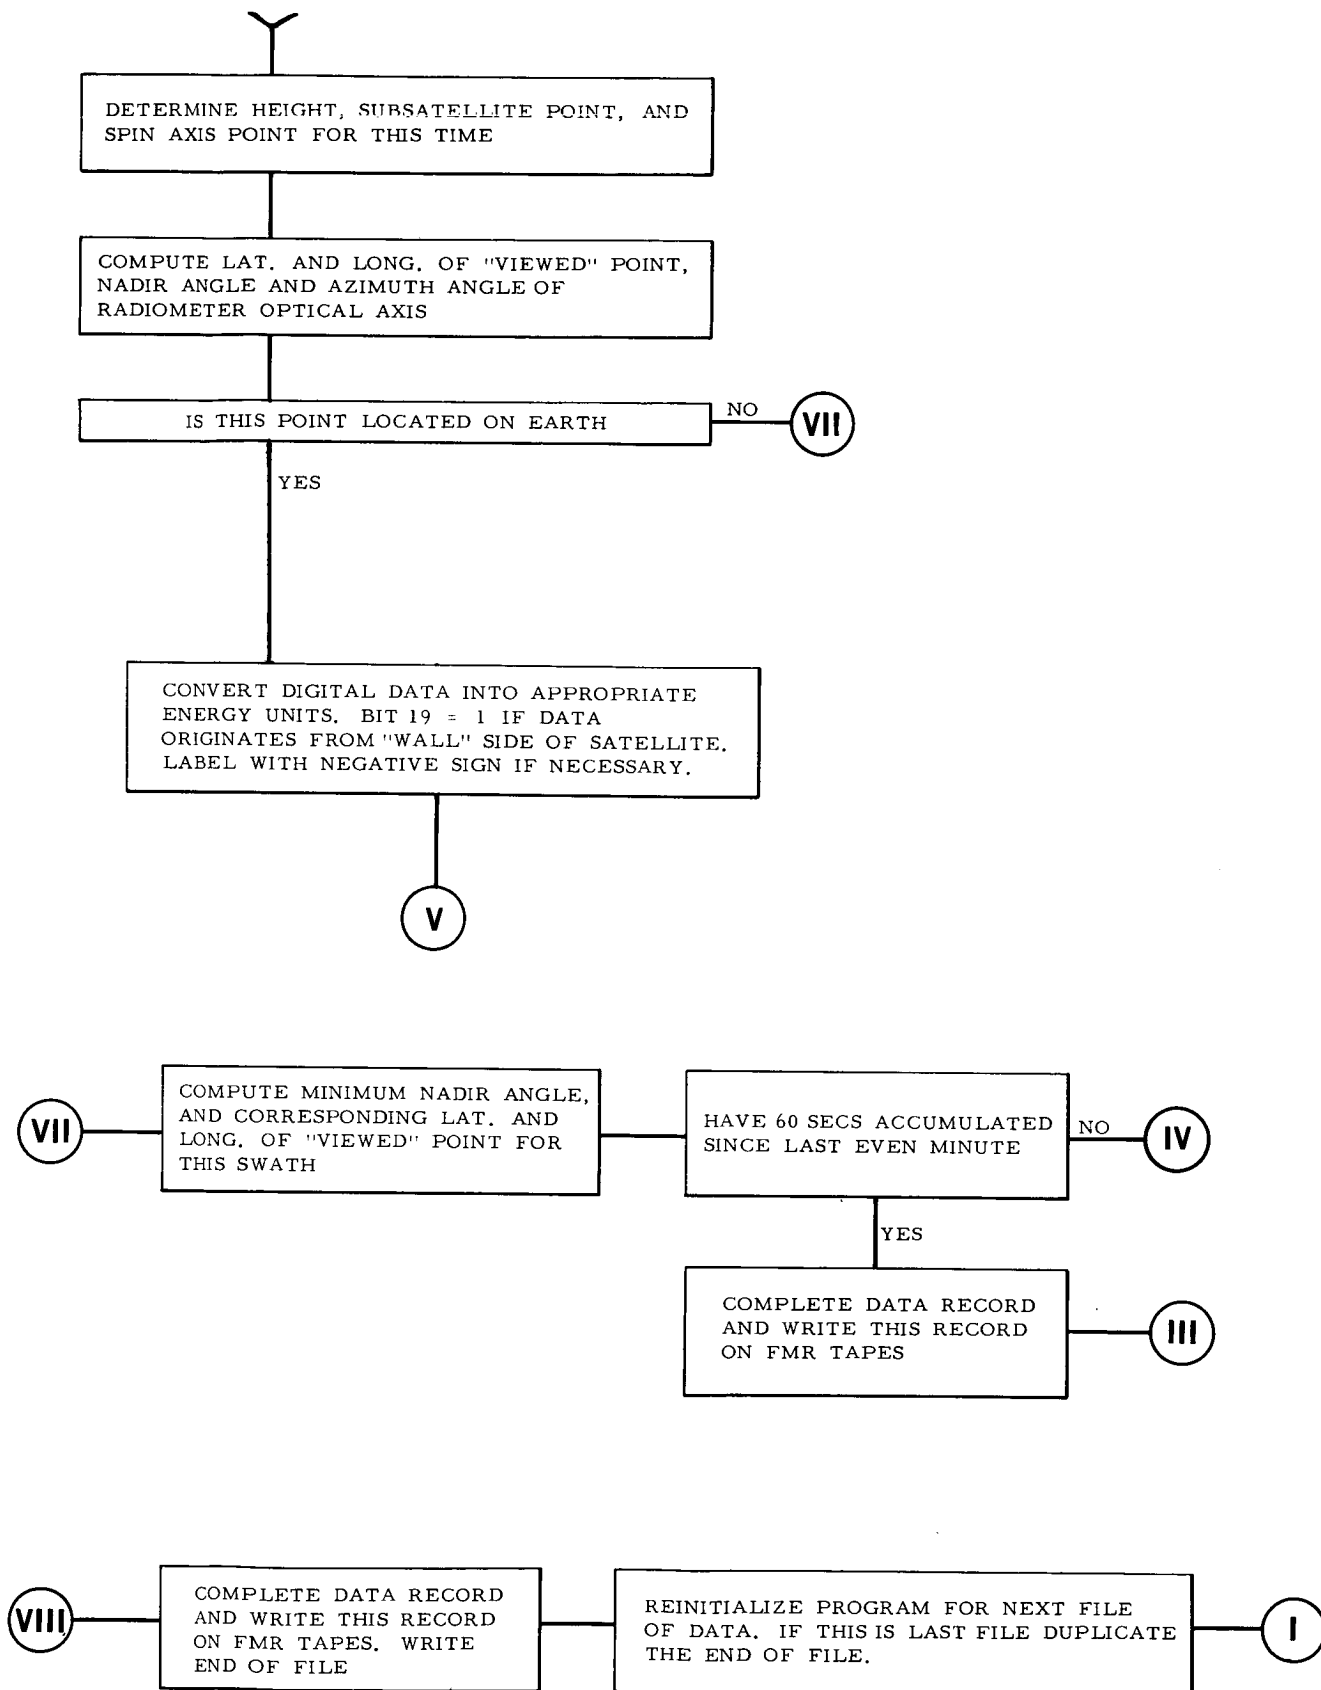 DETERMINE HEIGHT, SUBSATELLITE POINT, AND
SPIN AXIS POINT FOR THIS TIME
COMPUTE LAT. AND LONG. OF "VIEWED" POINT,
NADIR ANGLE AND AZIMUTH ANGLE OF
RADIOMETER OPTICAL AXIS
IS THIS POINT LOCATED ON EARTH
NO
VII
YES
CONVERT DIGITAL DATA INTO APPROPRIATE
ENERGY UNITS. BIT 19 = 1 IF DATA
ORIGINATES FROM "WALL" SIDE OF SATELLITE.
LABEL WITH NEGATIVE SIGN IF NECESSARY.
V
VII
COMPUTE MINIMUM NADIR ANGLE,
AND CORRESPONDING LAT. AND
LONG. OF "VIEWED" POINT FOR
THIS SWATH
HAVE 60 SECS ACCUMULATED
SINCE LAST EVEN MINUTE
NO
IV
YES
COMPLETE DATA RECORD
AND WRITE THIS RECORD
ON FMR TAPES
III
VIII
COMPLETE DATA RECORD
AND WRITE THIS RECORD
ON FMR TAPES. WRITE
END OF FILE
REINITIALIZE PROGRAM FOR NEXT FILE
OF DATA. IF THIS IS LAST FILE DUPLICATE
THE END OF FILE.
I